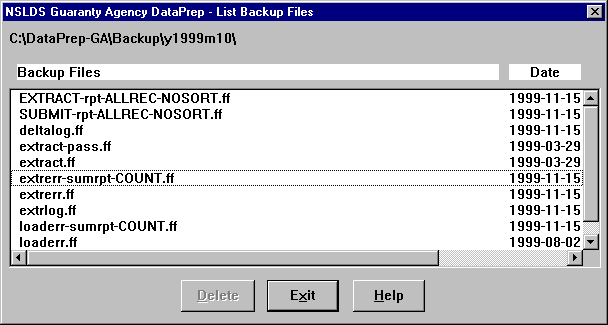 NSLDS Guaranty Agency DataPrep - List Backup Files
C:\DataPrep-GA\Backup\y1999m10\
Backup Files Date
EXTRACT-rpt-ALLREC-NOSORT.ff 1999-11-15
SUBMIT-rpt-ALLREC-NOSORT.ff 1999-11-15
deltalog.ff 1999-11-15
extract-pass.ff 1999-03-29
extract.ff 1999-03-29
extrerr-sumrpt-COUNT.ff 1999-11-15
extrerr.ff 1999-11-15
extrlog.ff 1999-11-15
loaderr-sumrpt-COUNT.ff 1999-11-15
loaderr.ff 1999-08-02
Delete Exit Help